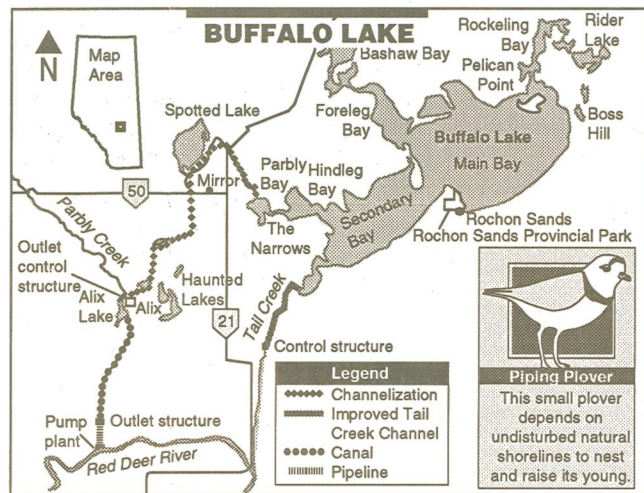 BUFFALO LAKE
Map
Area
N
Bashaw Bay
Rockeling
Bay
Rider
Lake
Pelican
Point
Spotted Lake
Foreleg
Bay
Boss
Hill
Buffalo Lake
Main Bay
Mirror
Parlby
Bay
Hindleg
Bay
50
Parlby Creek
The
Narrows
Secondary
Bay
Rochon Sands
Rochon Sands Provincial Park
Outlet
control
structure
Haunted
Lakes
Alix
Lake
Alix
21
Tail Creek
Control structure
Legend
Channelization
Improved Tail
Creek Channel
Canal
Pipeline
Pump
plant
Outlet structure
Red Deer River
Piping Plover
This small plover
depends on
undisturbed natural
shorelines to nest
and raise its young.